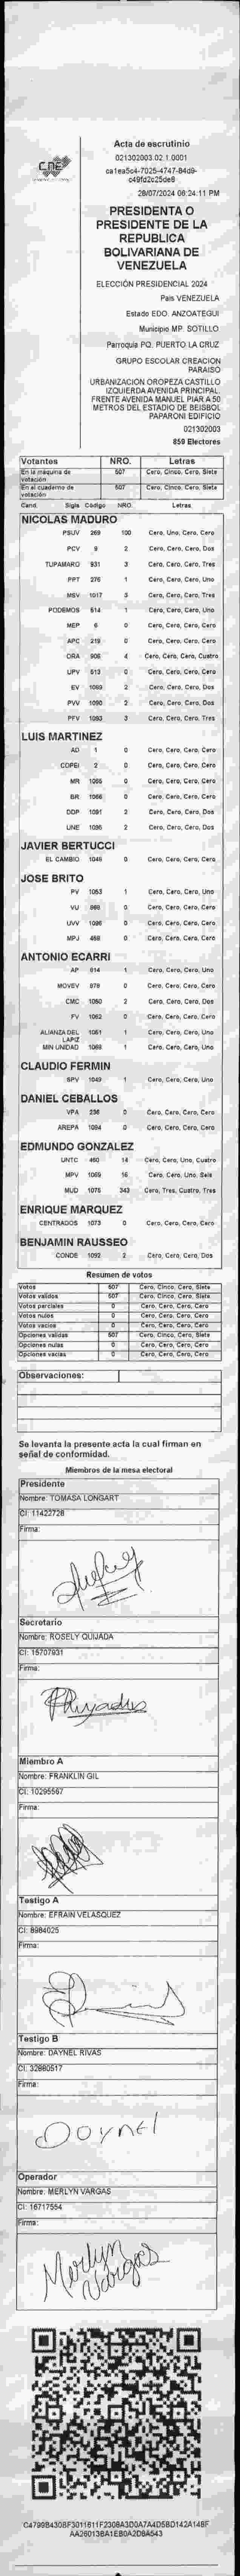 CNE
Acta de escrutinio
021302003.02.1.0001
ca1ea5c4-7025-4747-84d9-
c49fd2c25de8
28/07/2024 06:24:11 PM
PRESIDENTA O
PRESIDENTE DE LA
REPUBLICA
BOLIVARIANA DE
VENEZUELA
ELECCIÓN PRESIDENCIAL 2024
País VENEZUELA
Estado EDO. ANZOATEGUI
Municipio MP. SOTILLO
Parroquia PQ. PUERTO LA CRUZ
GRUPO ESCOLAR CREACION
PARAISO
URBANIZACION OROPEZA CASTILLO
IZQUIERDA AVENIDA PRINCIPAL.
FRENTE AVENIDA MANUEL PIAR A 50
METROS DEL ESTADIO DE BEISBOL
PAPARONI EDIFICIO
021302003
859 Electores
Votantes NRO. Letras
En la máquina de votación 507 Cero, Cinco, Cero, Siete
En el cuaderno de votación 507 Cero, Cinco, Cero, Siete
Cand. Sigla Código NRO. Letras
NICOLAS MADURO
PSUV 269 100 Cero, Uno, Cero, Cero
PCV 9 2 Cero, Cero, Cero, Dos
TUPAMARO 931 3 Cero, Cero, Cero, Tres
PPT 276 1 Cero, Cero, Cero, Uno
MSV 1017 3 Cero, Cero, Cero, Tres
PODEMOS 514 1 Cero, Cero, Cero, Uno
MEP 6 0 Cero, Cero, Cero, Cero
APC 219 0 Cero, Cero, Cero, Cero
ORA 908 4 Cero, Cero, Cero, Cuatro
UPV 513 0 Cero, Cero, Cero, Cero
EV 1089 2 Cero, Cero, Cero, Dos
PVV 1090 2 Cero, Cero, Cero, Dos
PFV 1093 3 Cero, Cero, Cero, Tres
LUIS MARTINEZ
AD 1 0 Cero, Cero, Cero, Cero
COPEI 2 0 Cero, Cero, Cero, Cero
MR 1065 0 Cero, Cero, Cero, Cero
BR 1066 0 Cero, Cero, Cero, Cero
DDP 1091 2 Cero, Cero, Cero, Dos
UNE 1095 2 Cero, Cero, Cero, Dos
JAVIER BERTUCCI
EL CAMBIO 1048 0 Cero, Cero, Cero, Cero
JOSE BRITO
PV 1053 1 Cero, Cero, Cero, Uno
VU 969 0 Cero, Cero, Cero, Cero
UVV 1096 0 Cero, Cero, Cero, Cero
MPJ 458 0 Cero, Cero, Cero, Cero
ANTONIO ECARRI
AP 914 1 Cero, Cero, Cero, Uno
MOVEV 979 0 Cero, Cero, Cero, Cero
CMC 1050 2 Cero, Cero, Cero, Dos
FV 1062 0 Cero, Cero, Cero, Cero
ALIANZA DEL LAPIZ 1051 1 Cero, Cero, Cero, Uno
MIN UNIDAD 1068 1 Cero, Cero, Cero, Uno
CLAUDIO FERMIN
SPV 1049 1 Cero, Cero, Cero, Uno
DANIEL CEBALLOS
VPA 236 0 Cero, Cero, Cero, Cero
AREPA 1094 0 Cero, Cero, Cero, Cero
EDMUNDO GONZALEZ
UNTC 460 14 Cero, Cero, Uno, Cuatro
MPV 1069 16 Cero, Cero, Uno, Seis
MUD 1075 343 Cero, Tres, Cuatro, Tres
ENRIQUE MARQUEZ
CENTRADOS 1073 0 Cero, Cero, Cero, Cero
BENJAMIN RAUSSEO
CONDE 1092 2 Cero, Cero, Cero, Dos
Resumen de votos
Votos 507 Cero, Cinco, Cero, Siete
Votos validos 507 Cero, Cinco, Cero, Siete
Votos parciales 0 Cero, Cero, Cero, Cero
Votos nulos 0 Cero, Cero, Cero, Cero
Votos vacios 0 Cero, Cero, Cero, Cero
Opciones validas 507 Cero, Cinco, Cero, Siete
Opciones nulas 0 Cero, Cero, Cero, Cero
Opciones vacias 0 Cero, Cero, Cero, Cero
Observaciones:
Se levanta la presente acta la cual firman en
señal de conformidad.
Miembros de la mesa electoral
Presidente
Nombre: TOMASA LONGART
CI: 11422728
Firma:
Secretario
Nombre: ROSELY QUIJADA
CI: 15707931
Firma:
Miembro A
Nombre: FRANKLIN GIL
CI: 10295567
Firma:
Testigo A
Nombre: EFRAIN VELASQUEZ
CI: 8984025
Firma:
Testigo B
Nombre: DAYNEL RIVAS
CI: 32880517
Firma:
DOYNEl
Operador
Nombre: MERLYN VARGAS
CI: 16717554
Firma:
Merlyn
Vargas
C4799B430BF3011811F2308A3D0A7A4D5BD142A148F
AA26013BA1EB0A2D8A543